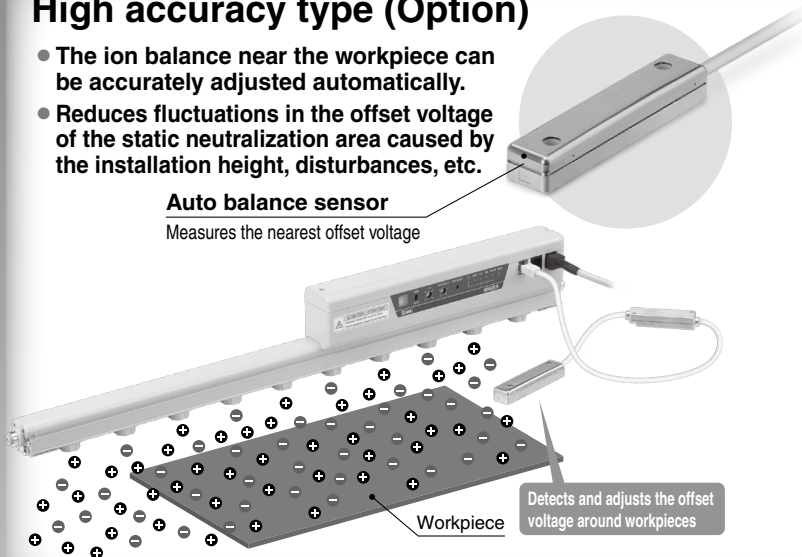 High accuracy type (Option)
● The ion balance near the workpiece can
be accurately adjusted automatically.
● Reduces fluctuations in the offset voltage
of the static neutralization area caused by
the installation height, disturbances, etc.
Auto balance sensor
Measures the nearest offset voltage
Detects and adjusts the offset
voltage around workpieces
Workpiece